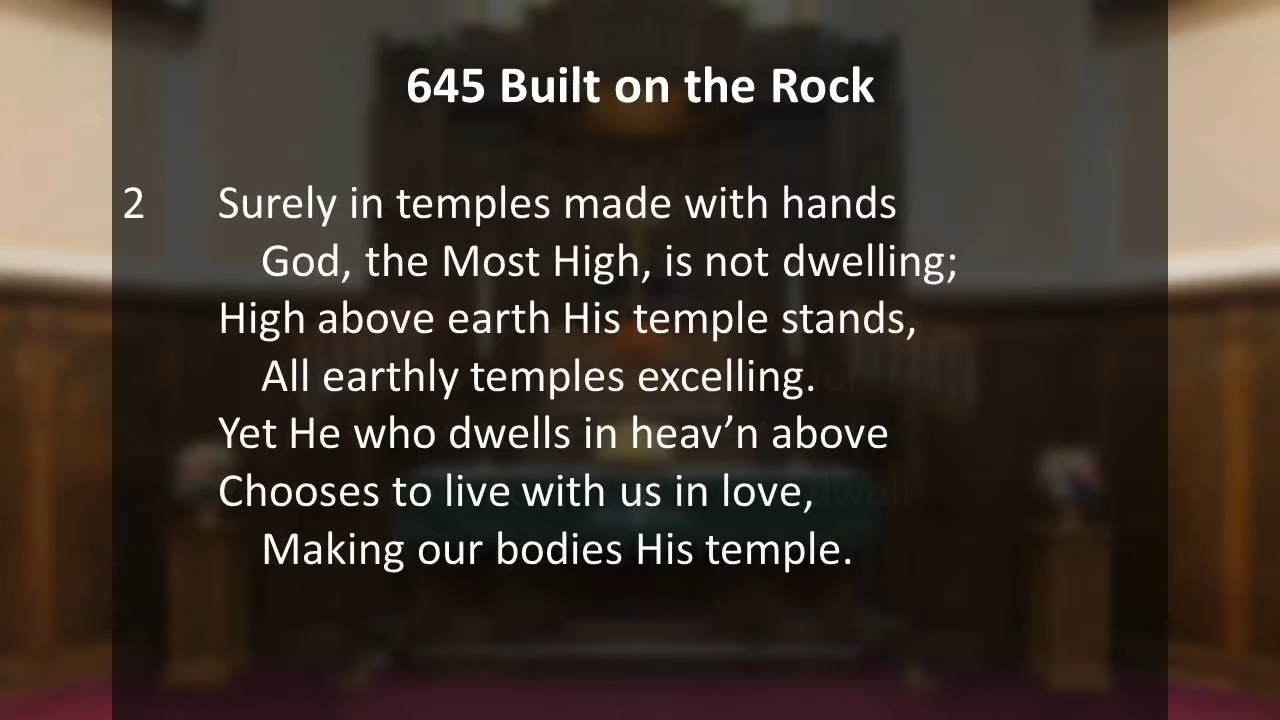 645 Built on the Rock
2 Surely in temples made with hands
God, the Most High, is not dwelling;
High above earth His temple stands,
All earthly temples excelling.
Yet He who dwells in heav’n above
Chooses to live with us in love,
Making our bodies His temple.